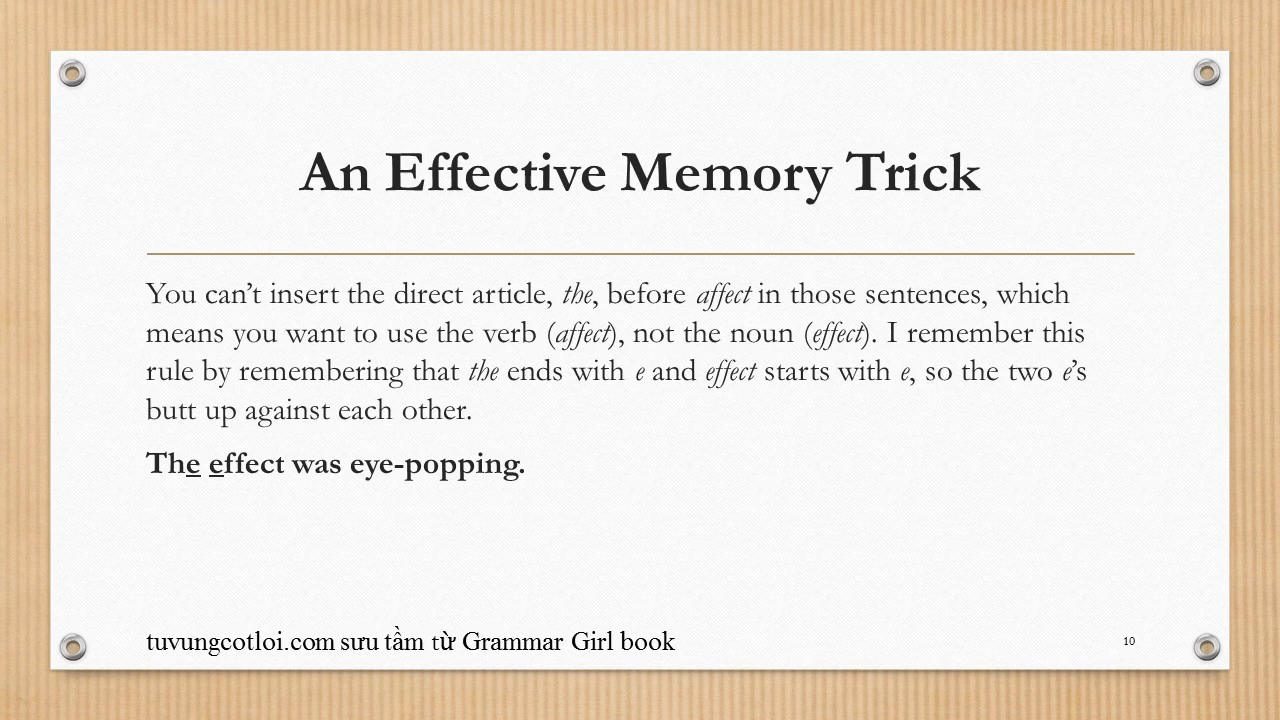 An Effective Memory Trick
You can’t insert the direct article, the, before affect in those sentences, which
means you want to use the verb (affect), not the noun (effect). I remember this
rule by remembering that the ends with e and effect starts with e, so the two e’s
butt up against each other.
The effect was eye-popping.
tuvungcotloi.com sưu tầm từ Grammar Girl book
10